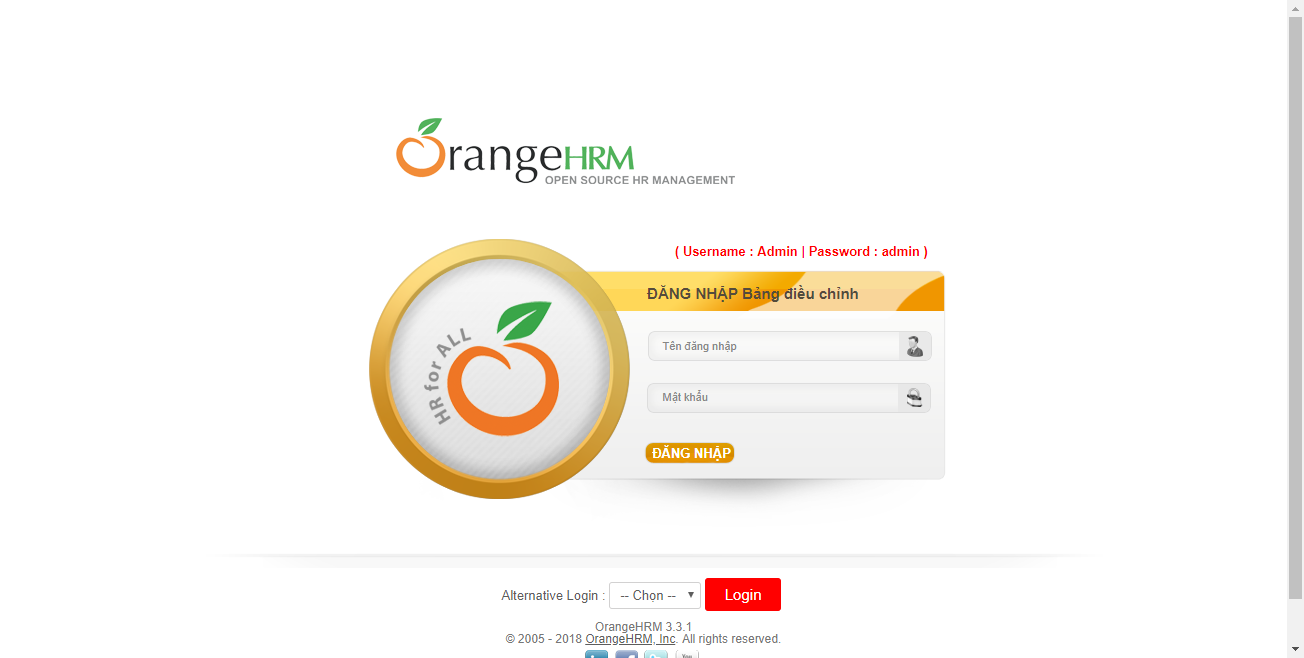 OrangeHRM
OPEN SOURCE HR MANAGEMENT
( Username : Admin | Password : admin )
HR for ALL
ĐĂNG NHẬP Bảng điều chỉnh
Tên đăng nhập
Mật khẩu
ĐĂNG NHẬP
Alternative Login : -- Chọn -- Login
OrangeHRM 3.3.1
© 2005 - 2018 OrangeHRM, Inc. All rights reserved.